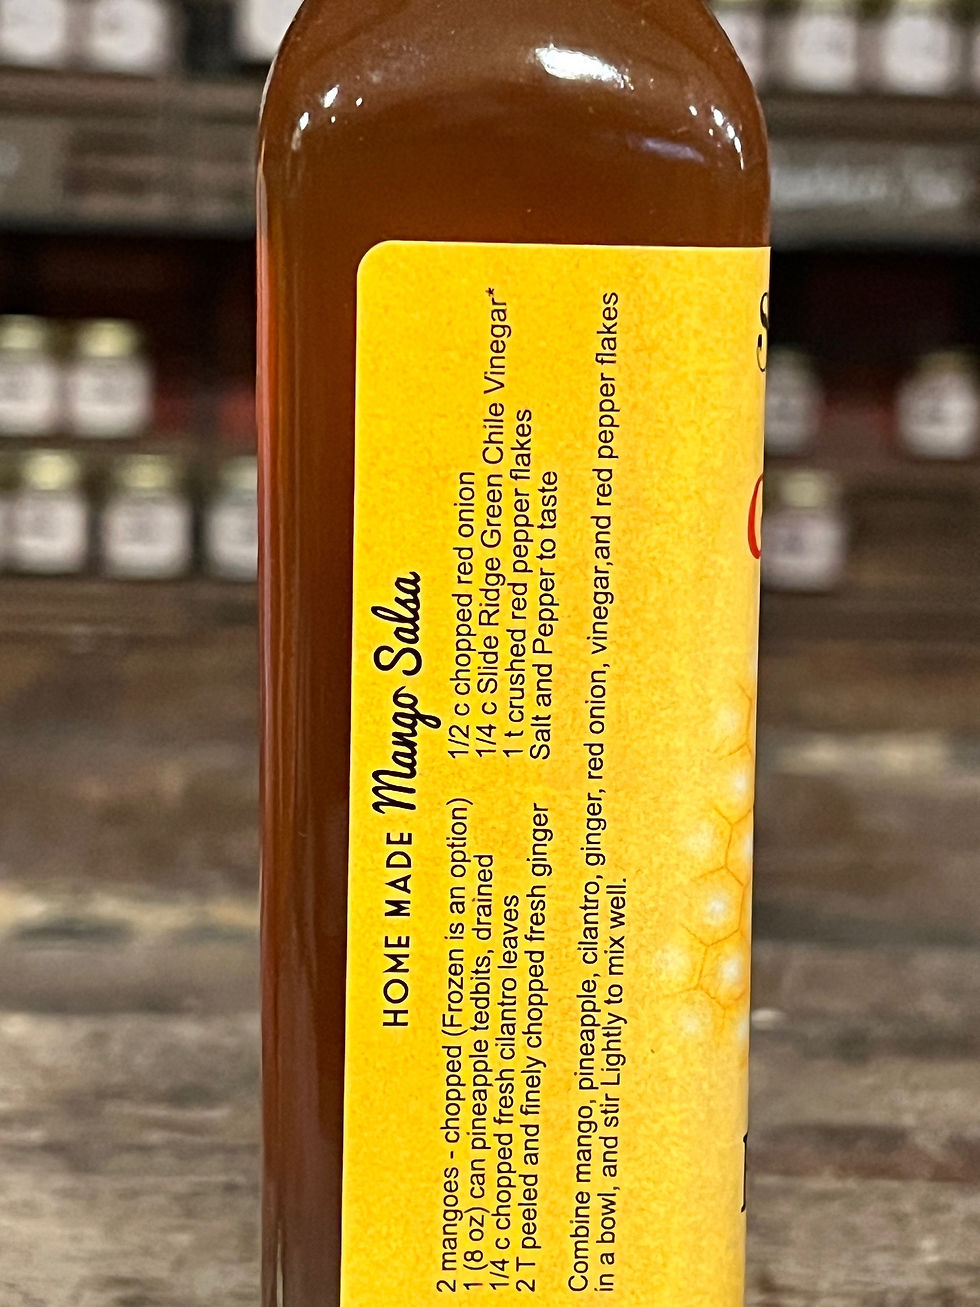 HOME MADE Mango Salsa
2 mangoes - chopped (Frozen is an option)
1 (8 oz) can pineapple tedbits, drained
1/4 c chopped fresh cilantro leaves
2 T peeled and finely chopped fresh ginger
1/2 c chopped red onion
1/4 c Slide Ridge Green Chile Vinegar*
1 t crushed red pepper flakes
Salt and Pepper to taste
Combine mango, pineapple, cilantro, ginger, red onion, vinegar,and red pepper flakes
in a bowl, and stir Lightly to mix well.